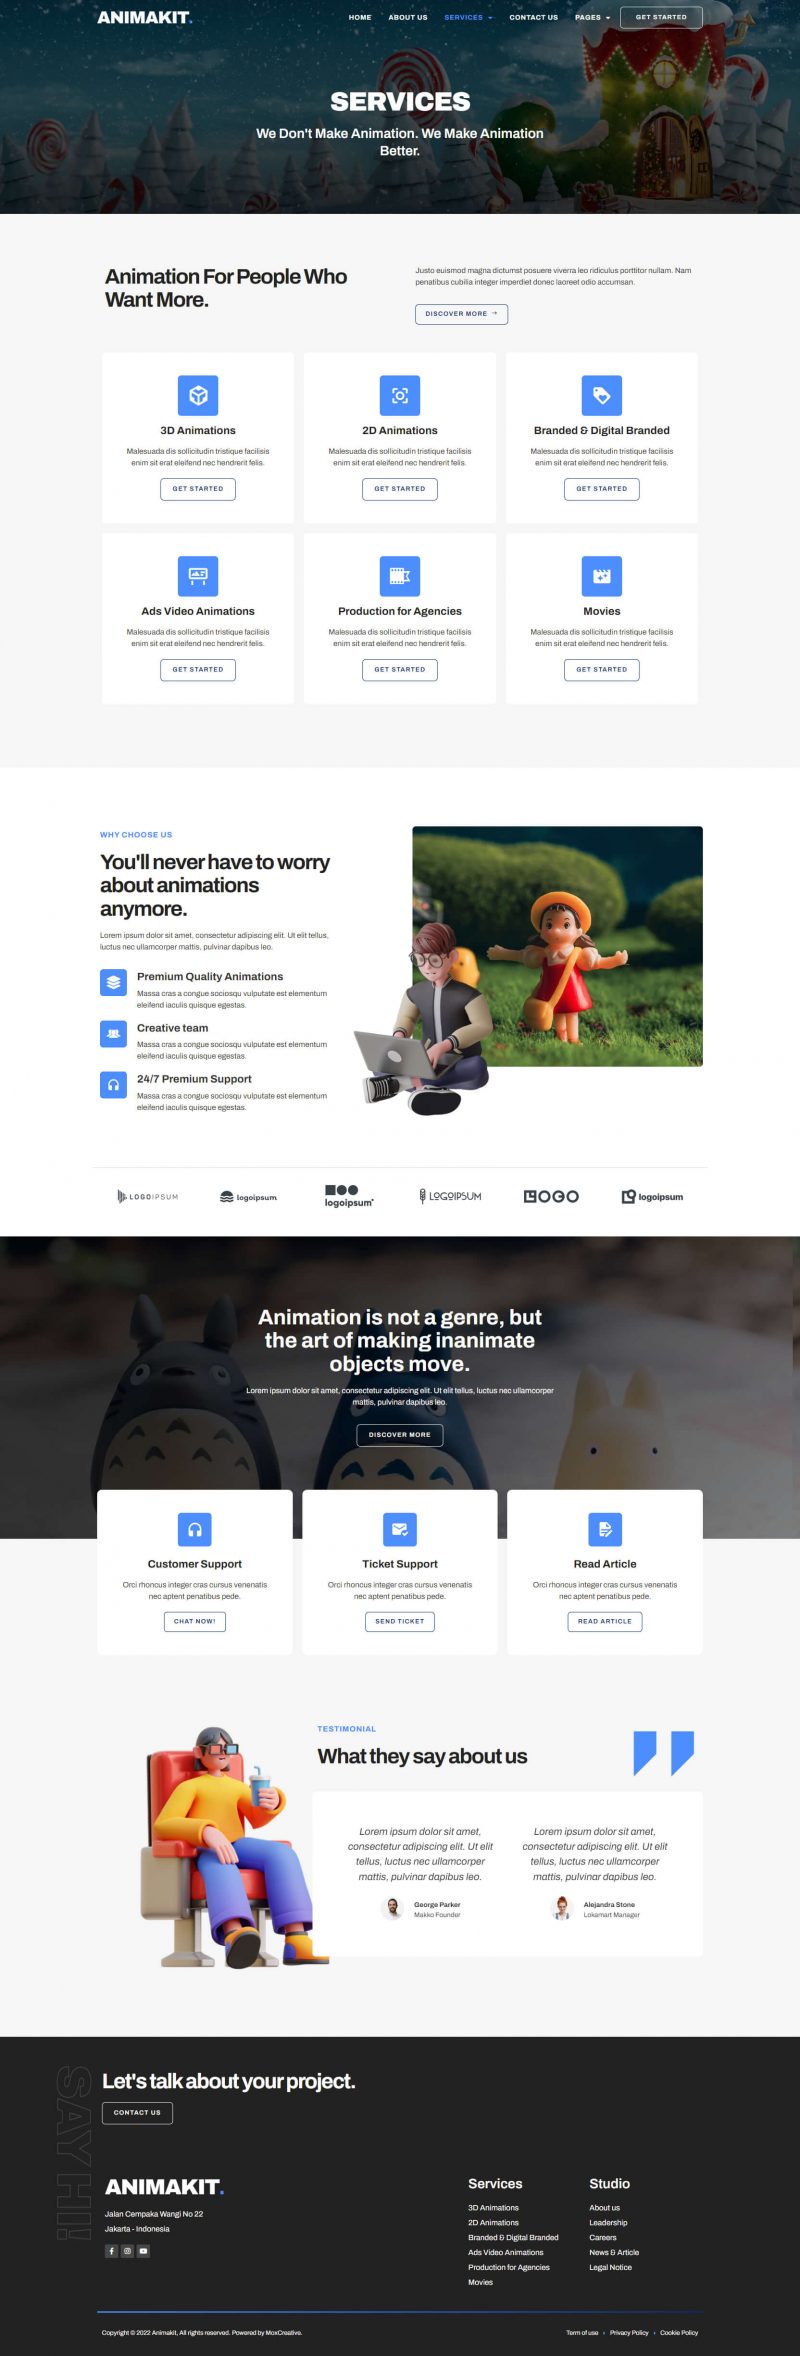 ANIMAKIT.
HOME ABOUT US SERVICES CONTACT US PAGES GET STARTED
SERVICES
We Don't Make Animation. We Make Animation
Better.
Animation For People Who
Want More.
Justo euismod magna dictumst posuere viverra leo ridiculus porttitor nullam. Nam
penatibus cubilia integer imperdiet donec laoreet odio accumsan.
DISCOVER MORE →
3D Animations
Malesuada dis sollicitudin tristique facilisis
enim sit erat eleifend nec hendrerit felis.
GET STARTED
2D Animations
Malesuada dis sollicitudin tristique facilisis
enim sit erat eleifend nec hendrerit felis.
GET STARTED
Branded & Digital Branded
Malesuada dis sollicitudin tristique facilisis
enim sit erat eleifend nec hendrerit felis.
GET STARTED
Ads Video Animations
Malesuada dis sollicitudin tristique facilisis
enim sit erat eleifend nec hendrerit felis.
GET STARTED
Production for Agencies
Malesuada dis sollicitudin tristique facilisis
enim sit erat eleifend nec hendrerit felis.
GET STARTED
Movies
Malesuada dis sollicitudin tristique facilisis
enim sit erat eleifend nec hendrerit felis.
GET STARTED
WHY CHOOSE US
You'll never have to worry
about animations
anymore.
Lorem ipsum dolor sit amet, consectetur adipiscing elit. Ut elit tellus,
luctus nec ullamcorper mattis, pulvinar dapibus leo.
Premium Quality Animations
Massa cras a congue sociosqu vulputate est elementum
eleifend iaculis quisque egestas.
Creative team
Massa cras a congue sociosqu vulputate est elementum
eleifend iaculis quisque egestas.
24/7 Premium Support
Massa cras a congue sociosqu vulputate est elementum
eleifend iaculis quisque egestas.
LOGOIPSUM
logoipsum
logoipsum
LOGOIPSUM
LOGO
logoipsum
Animation is not a genre, but
the art of making inanimate
objects move.
Lorem ipsum dolor sit amet, consectetur adipiscing elit. Ut elit tellus, luctus nec ullamcorper
mattis, pulvinar dapibus leo.
DISCOVER MORE
Customer Support
Orci rhoncus integer cras cursus venenatis
nec aptent penatibus pede.
CHAT NOW!
Ticket Support
Orci rhoncus integer cras cursus venenatis
nec aptent penatibus pede.
SEND TICKET
Read Article
Orci rhoncus integer cras cursus venenatis
nec aptent penatibus pede.
READ ARTICLE
TESTIMONIAL
What they say about us
Lorem ipsum dolor sit amet,
consectetur adipiscing elit. Ut elit
tellus, luctus nec ullamcorper
mattis, pulvinar dapibus leo.
George Parker
Makko Founder
Lorem ipsum dolor sit amet,
consectetur adipiscing elit. Ut elit
tellus, luctus nec ullamcorper
mattis, pulvinar dapibus leo.
Alejandra Stone
Lokamart Manager
SAY HI!
Let's talk about your project.
CONTACT US
ANIMAKIT.
Jalan Cempaka Wangi No 22
Jakarta - Indonesia
Services
3D Animations
2D Animations
Branded & Digital Branded
Ads Video Animations
Production for Agencies
Movies
Studio
About us
Leadership
Careers
News & Article
Legal Notice
Copyright © 2022 Animakit, All rights reserved. Powered by MoxCreative.
Term of use Privacy Policy Cookie Policy